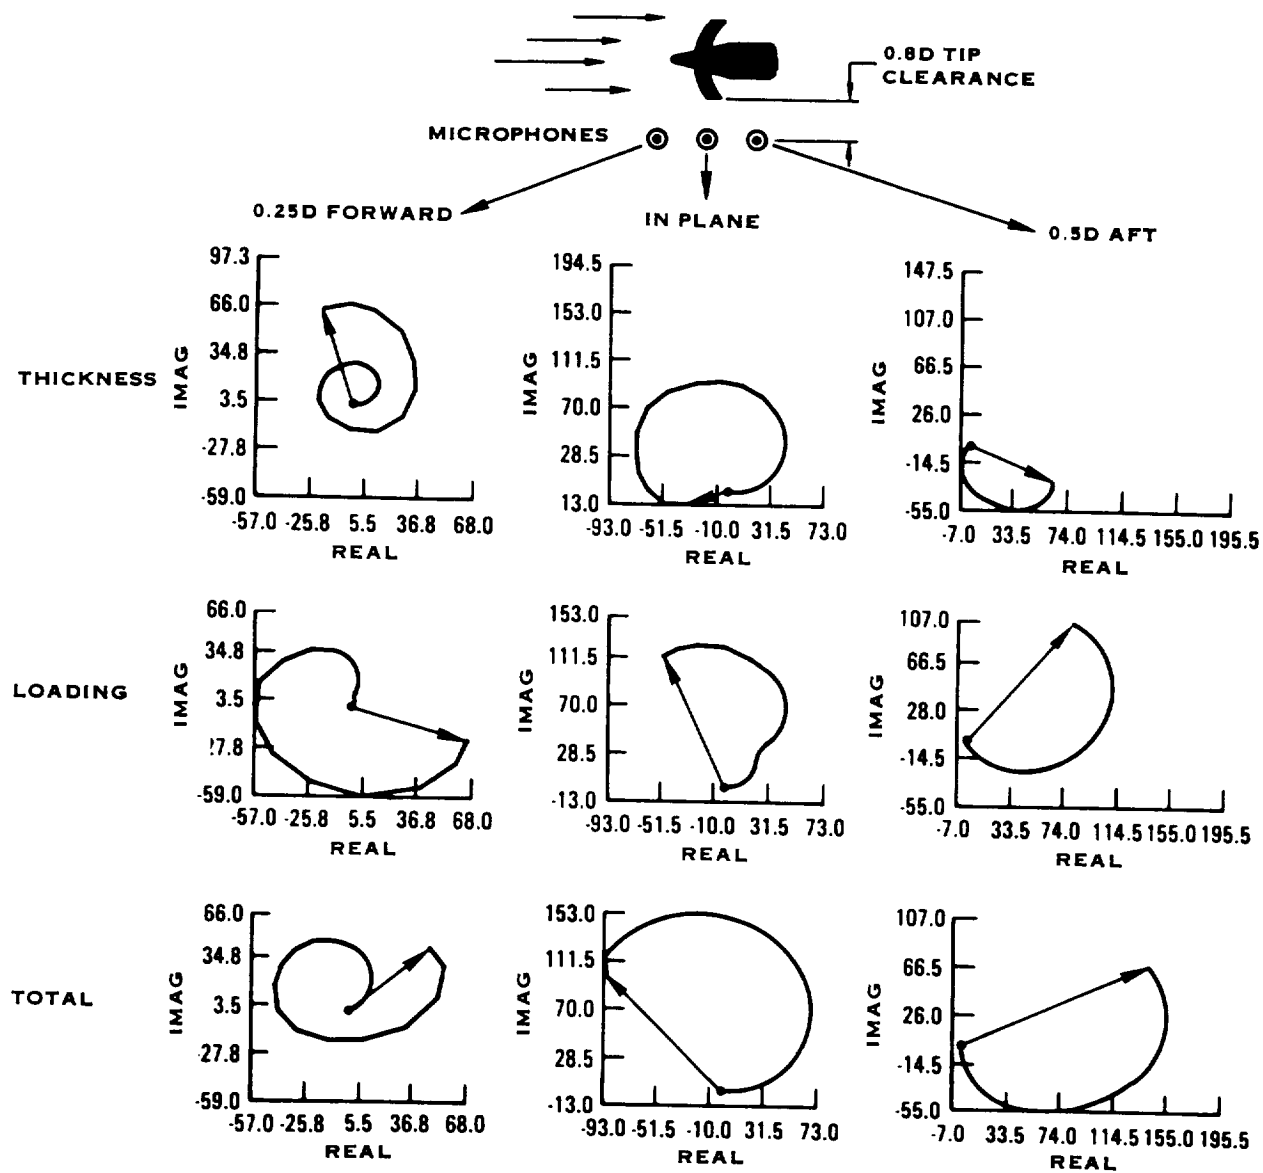 0.8D TIP
CLEARANCE
MICROPHONES
0.25D FORWARD
IN PLANE
0.5D AFT
THICKNESS
IMAG
97.3
66.0
34.8
3.5
-27.8
-59.0
-57.0 -25.8 5.5 36.8 68.0
REAL
IMAG
194.5
153.0
111.5
70.0
28.5
13.0
-93.0 -51.5 -10.0 31.5 73.0
REAL
IMAG
147.5
107.0
66.5
26.0
-14.5
-55.0
-7.0 33.5 74.0 114.5 155.0 195.5
REAL
LOADING
IMAG
66.0
34.8
3.5
27.8
-59.0
-57.0 -25.8 5.5 36.8 68.0
REAL
IMAG
153.0
111.5
70.0
28.5
-13.0
-93.0 -51.5 -10.0 31.5 73.0
REAL
IMAG
107.0
66.5
28.0
-14.5
-55.0
-7.0 33.5 74.0 114.5 155.0 195.5
REAL
TOTAL
IMAG
66.0
34.8
3.5
-27.8
-59.0
-57.0 -25.8 5.5 36.8 68.0
REAL
IMAG
153.0
111.5
70.0
28.5
-13.0
-93.0 -51.5 -10.0 31.5 73.0
REAL
IMAG
107.0
66.5
26.0
-14.5
-55.0
-7.0 33.5 74.0 114.5 155.0 195.5
REAL